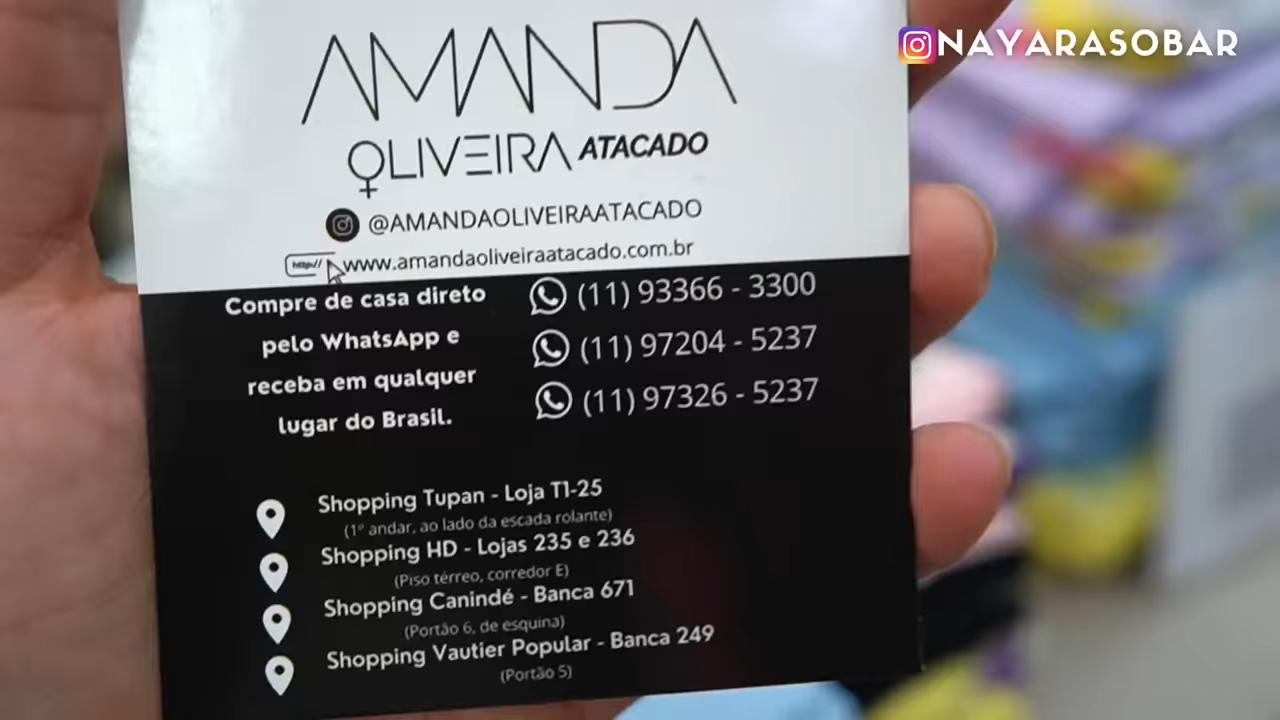 NAYARASOBAR
AMANDA
OLIVEIRA ATACADO
@AMANDAOLIVEIRAATACADO
http:// www.amandaoliveiraatacado.com.br
Compre de casa direto
pelo WhatsApp e
receba em qualquer
lugar do Brasil.
(11) 93366 - 3300
(11) 97204 - 5237
(11) 97326 - 5237
Shopping Tupan - Loja T1-25
(1º andar, ao lado da escada rolante)
Shopping HD - Lojas 235 e 236
(Piso térreo, corredor E)
Shopping Canindé - Banca 671
(Portão 6, de esquina)
Shopping Vautier Popular - Banca 249
(Portão 5)